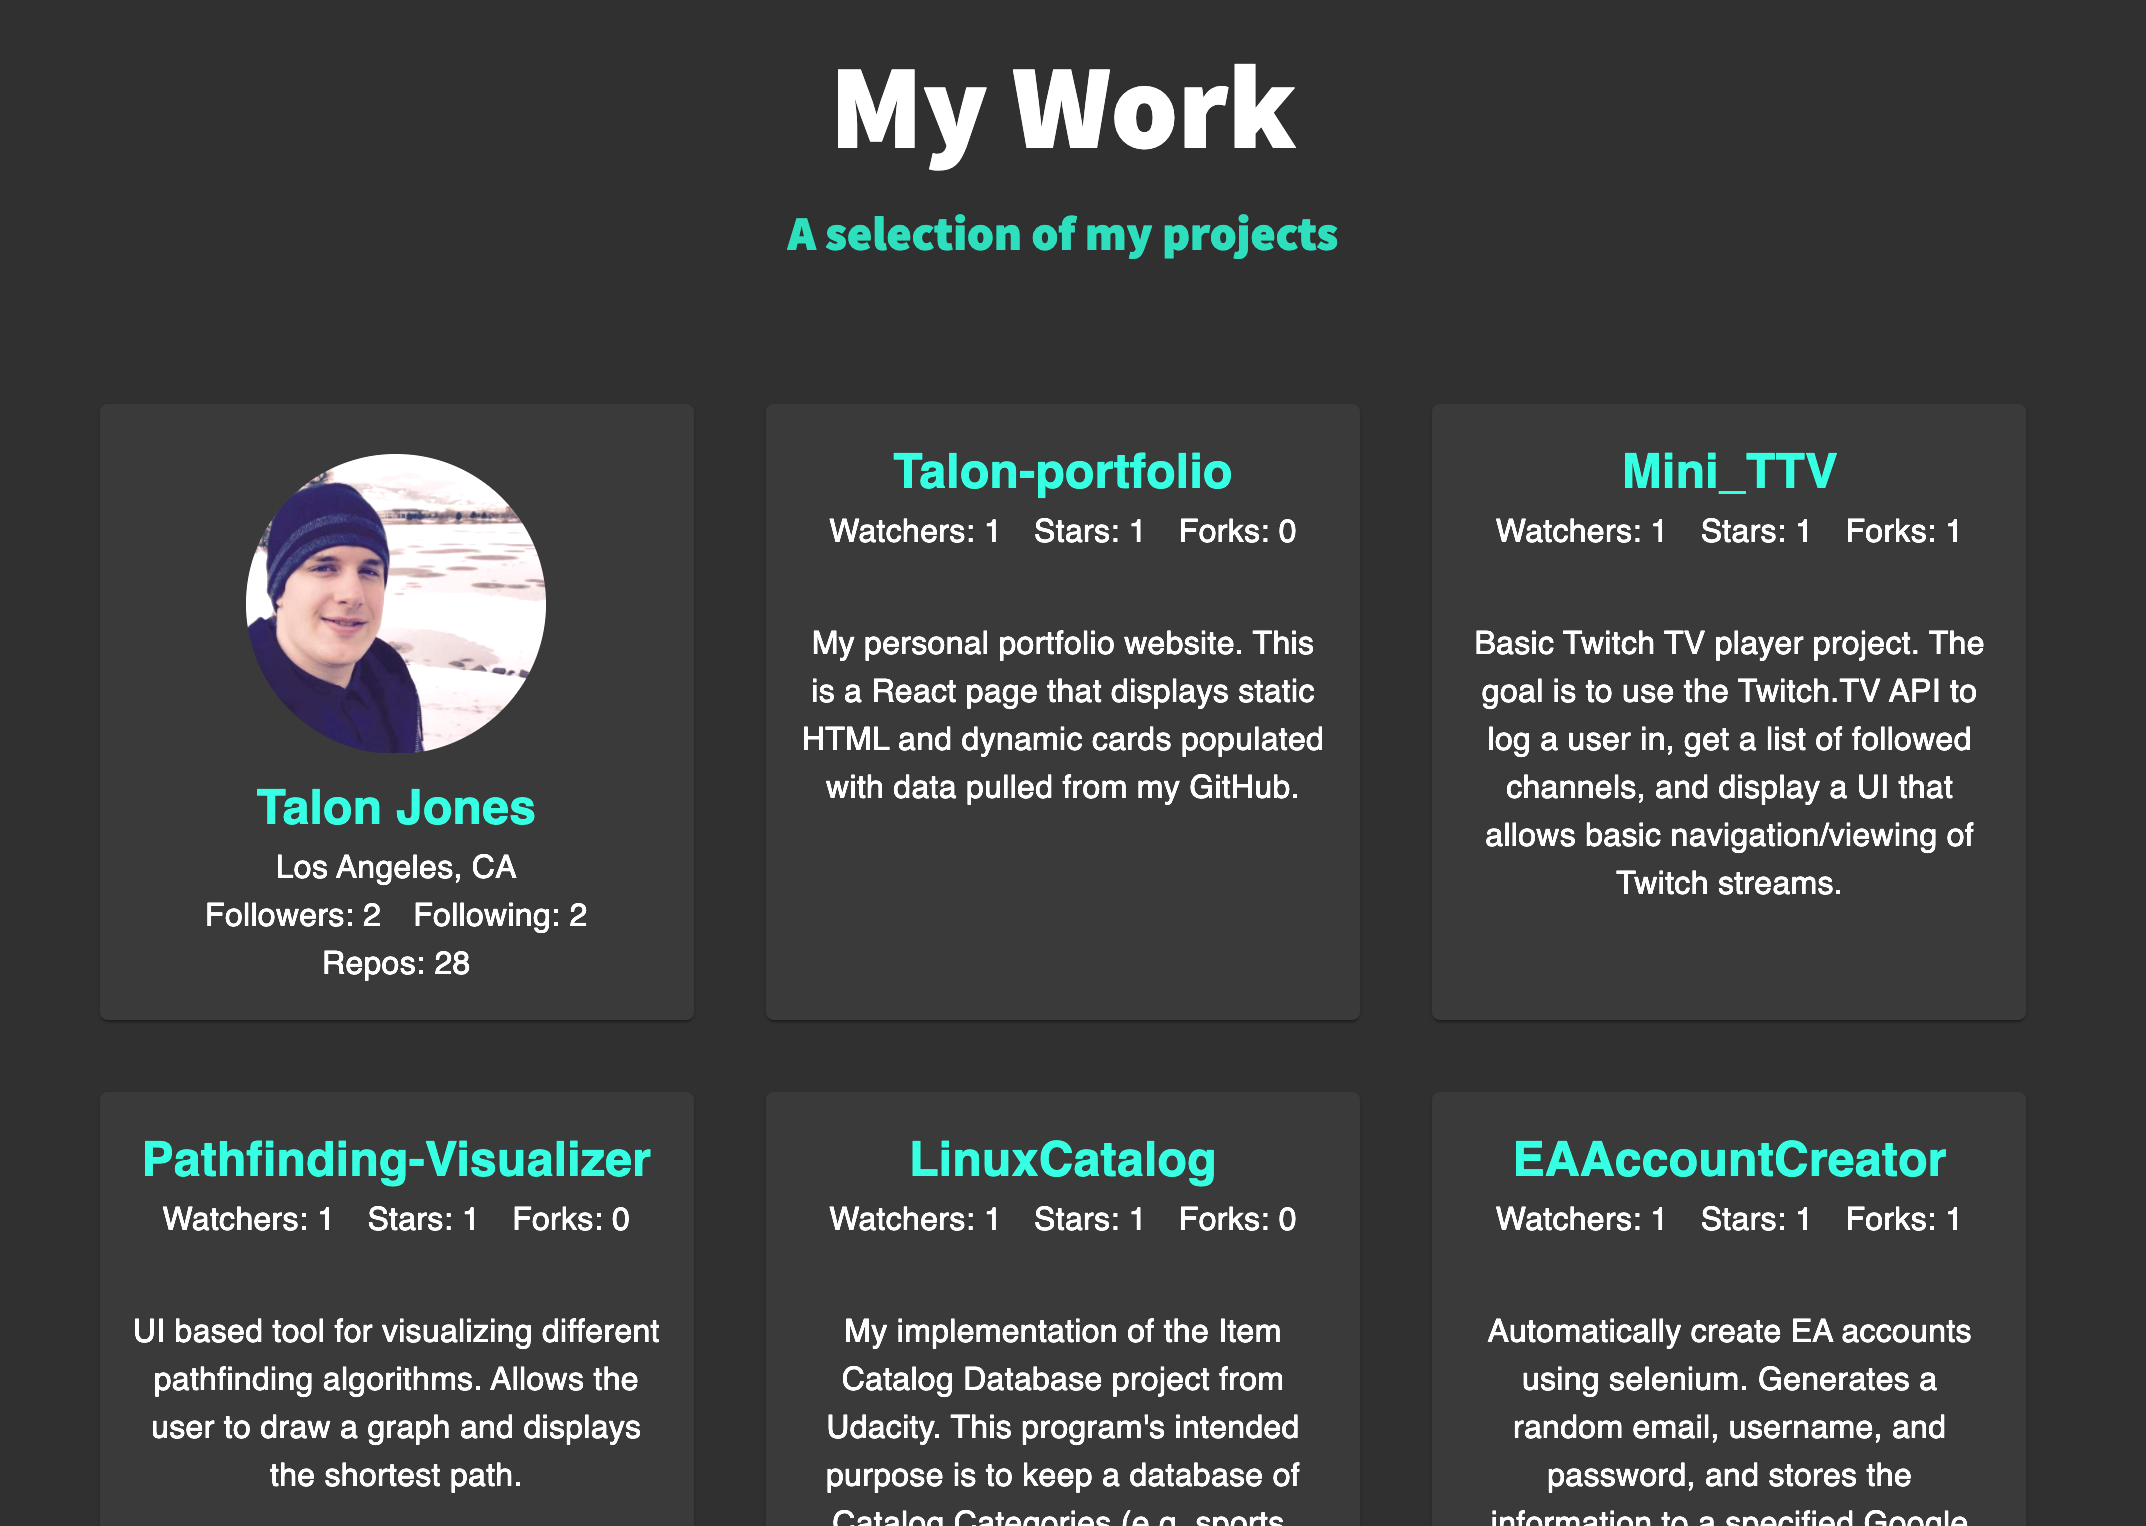 My Work
A selection of my projects
Talon Jones
Los Angeles, CA
Followers: 2 Following: 2
Repos: 28
Talon-portfolio
Watchers: 1 Stars: 1 Forks: 0
My personal portfolio website. This
is a React page that displays static
HTML and dynamic cards populated
with data pulled from my GitHub.
Mini_TTV
Watchers: 1 Stars: 1 Forks: 1
Basic Twitch TV player project. The
goal is to use the Twitch.TV API to
log a user in, get a list of followed
channels, and display a UI that
allows basic navigation/viewing of
Twitch streams.
Pathfinding-Visualizer
Watchers: 1 Stars: 1 Forks: 0
UI based tool for visualizing different
pathfinding algorithms. Allows the
user to draw a graph and displays
the shortest path.
LinuxCatalog
Watchers: 1 Stars: 1 Forks: 0
My implementation of the Item
Catalog Database project from
Udacity. This program's intended
purpose is to keep a database of
Catalog Categories (e.g. sports,
EAAccountCreator
Watchers: 1 Stars: 1 Forks: 1
Automatically create EA accounts
using selenium. Generates a
random email, username, and
password, and stores the
information to a specified Google